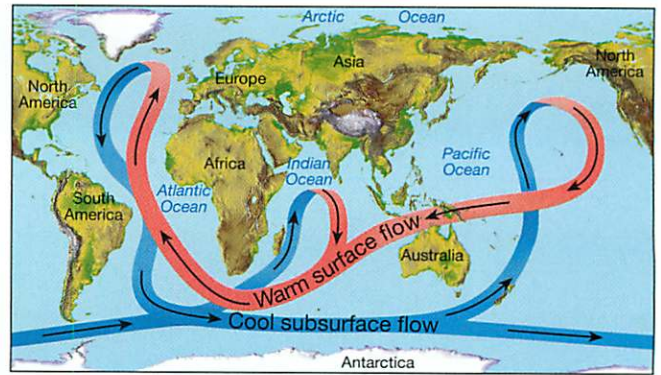 Arctic Ocean
North
America
Europe
Asia
North
America
Africa
Indian
Ocean
Pacific
Ocean
South
America
Atlantic
Ocean
Warm surface flow
Australia
Cool subsurface flow
Antarctica